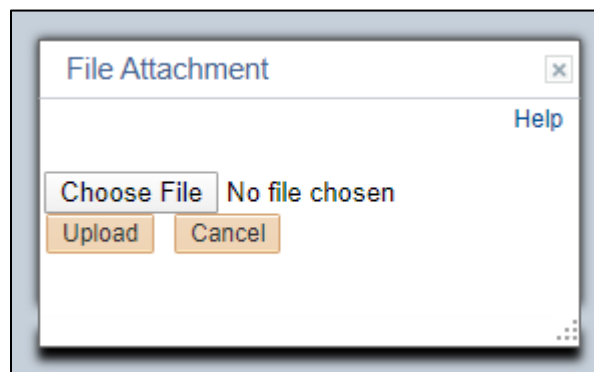 File Attachment
Help
Choose File No file chosen
Upload Cancel